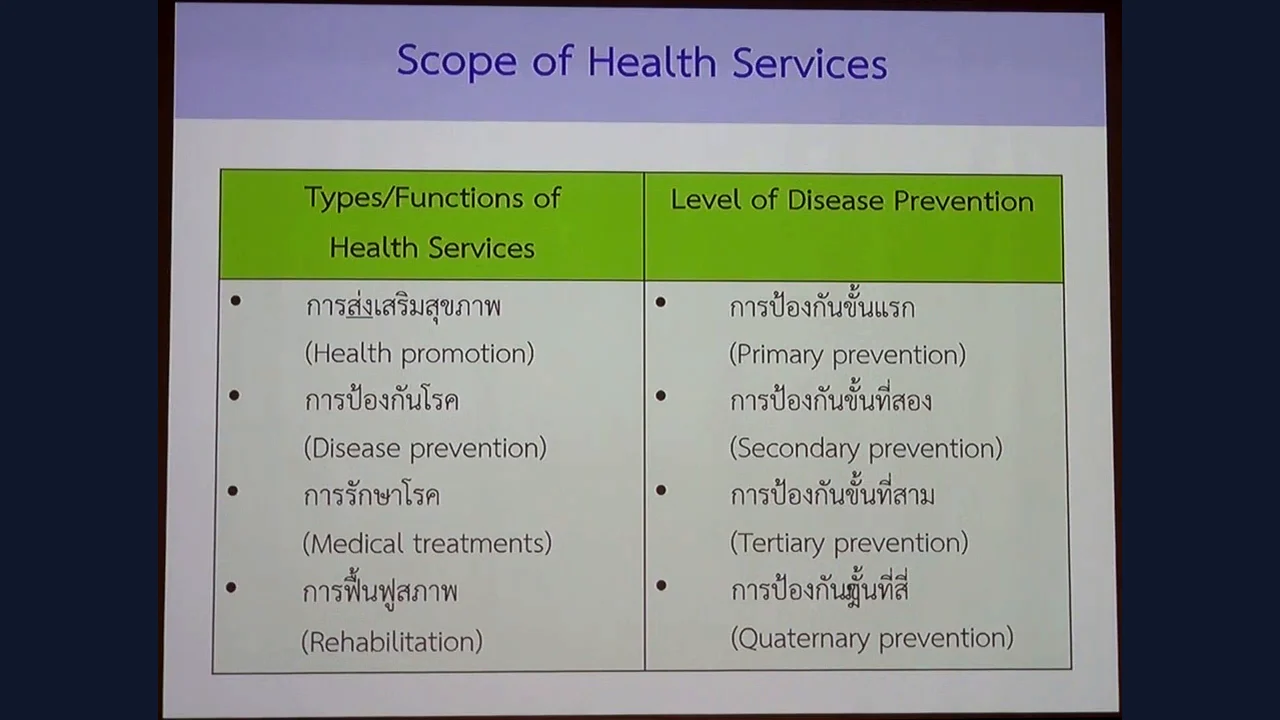 Scope of Health Services
Types/Functions of
Health Services
Level of Disease Prevention
• การส่งเสริมสุขภาพ
(Health promotion)
• การป้องกันโรค
(Disease prevention)
• การรักษาโรค
(Medical treatments)
• การฟื้นฟูสภาพ
(Rehabilitation)
• การป้องกันขั้นแรก
(Primary prevention)
• การป้องกันขั้นที่สอง
(Secondary prevention)
• การป้องกันขั้นที่สาม
(Tertiary prevention)
• การป้องกันขั้นที่สี่
(Quaternary prevention)